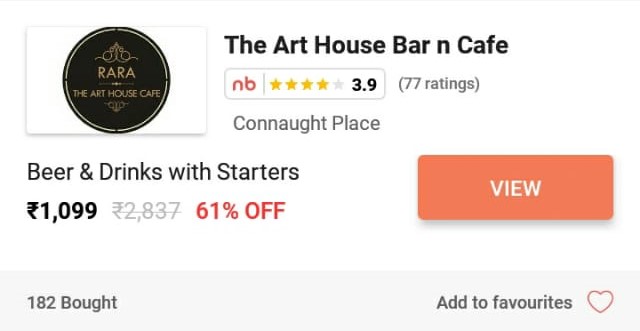 The Art House Bar n Cafe
RARA
THE ART HOUSE CAFE
nb 3.9 (77 ratings)
Connaught Place
Beer & Drinks with Starters
₹1,099 ₹2,837 61% OFF
VIEW
182 Bought
Add to favourites